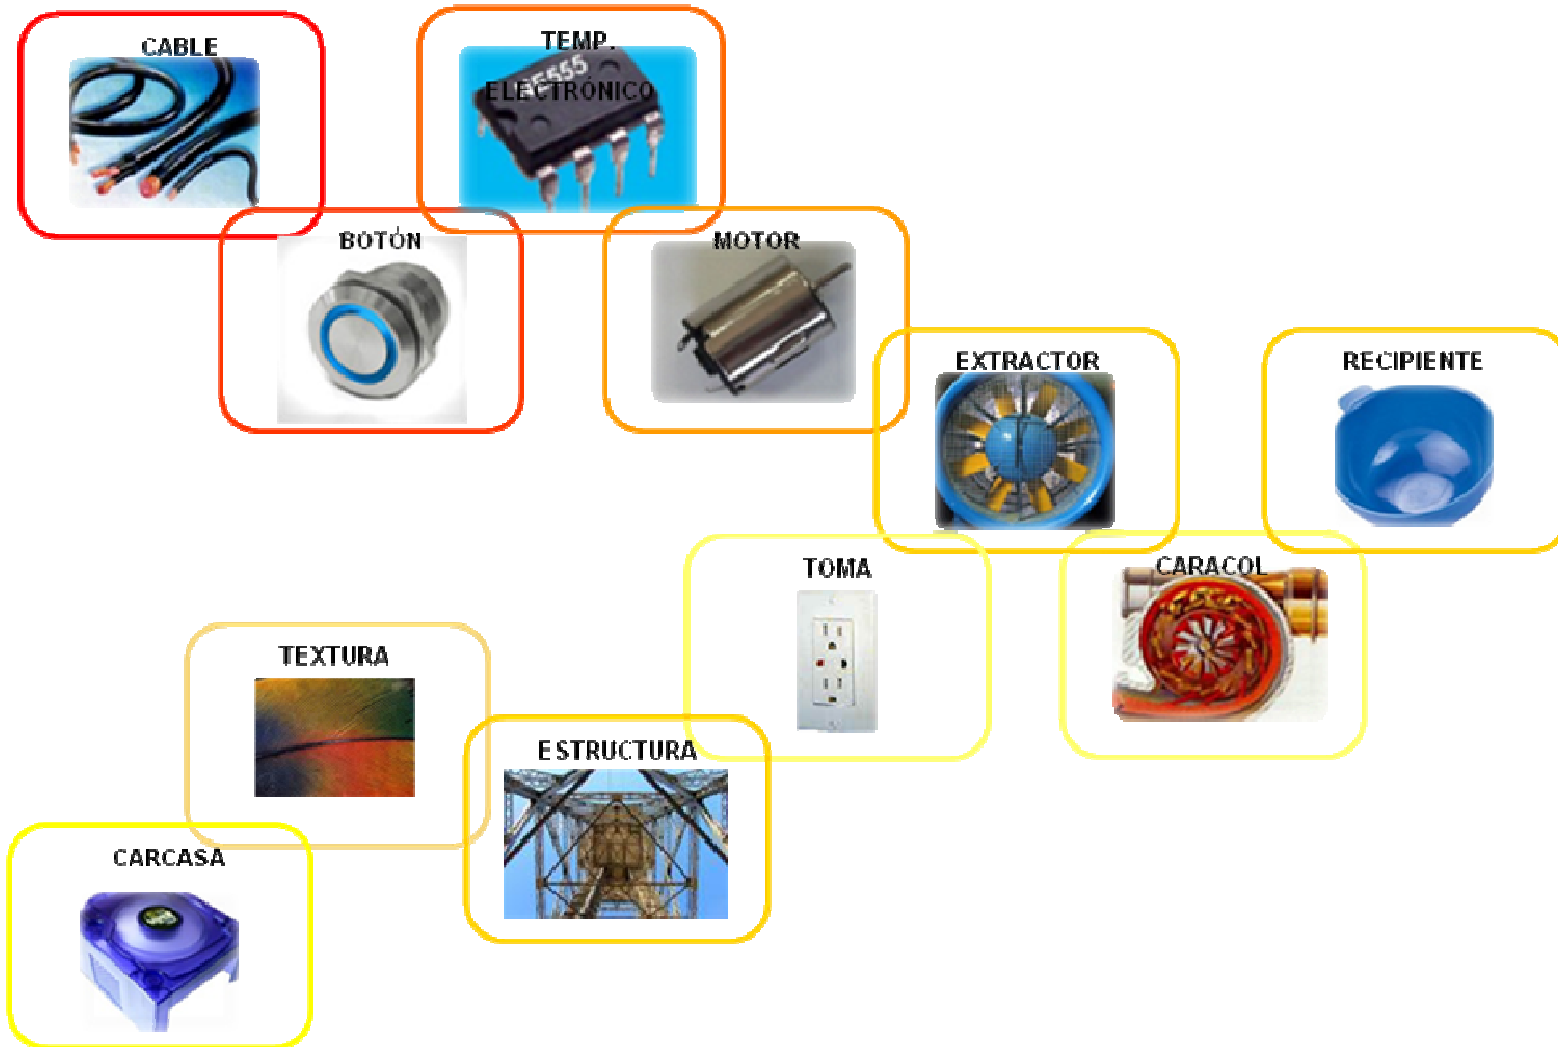 CABLE
TEMP.
ELECTRÓNICO
BOTÓN
MOTOR
EXTRACTOR
RECIPIENTE
TOMA
CARACOL
TEXTURA
ESTRUCTURA
CARCASA